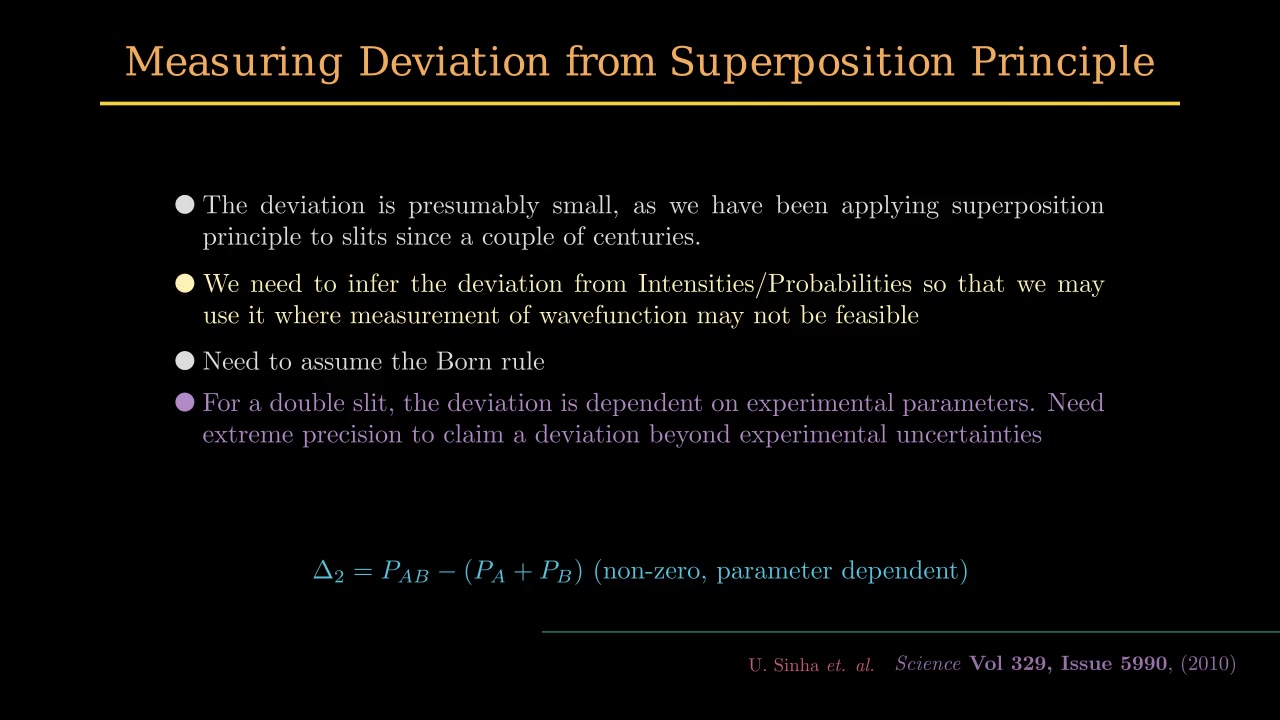 Measuring Deviation from Superposition Principle
● The deviation is presumably small, as we have been applying superposition
principle to slits since a couple of centuries.
● We need to infer the deviation from Intensities/Probabilities so that we may
use it where measurement of wavefunction may not be feasible
● Need to assume the Born rule
● For a double slit, the deviation is dependent on experimental parameters. Need
extreme precision to claim a deviation beyond experimental uncertainties
Δ₂ = P_AB − (P_A + P_B) (non-zero, parameter dependent)
U. Sinha et. al. Science Vol 329, Issue 5990, (2010)